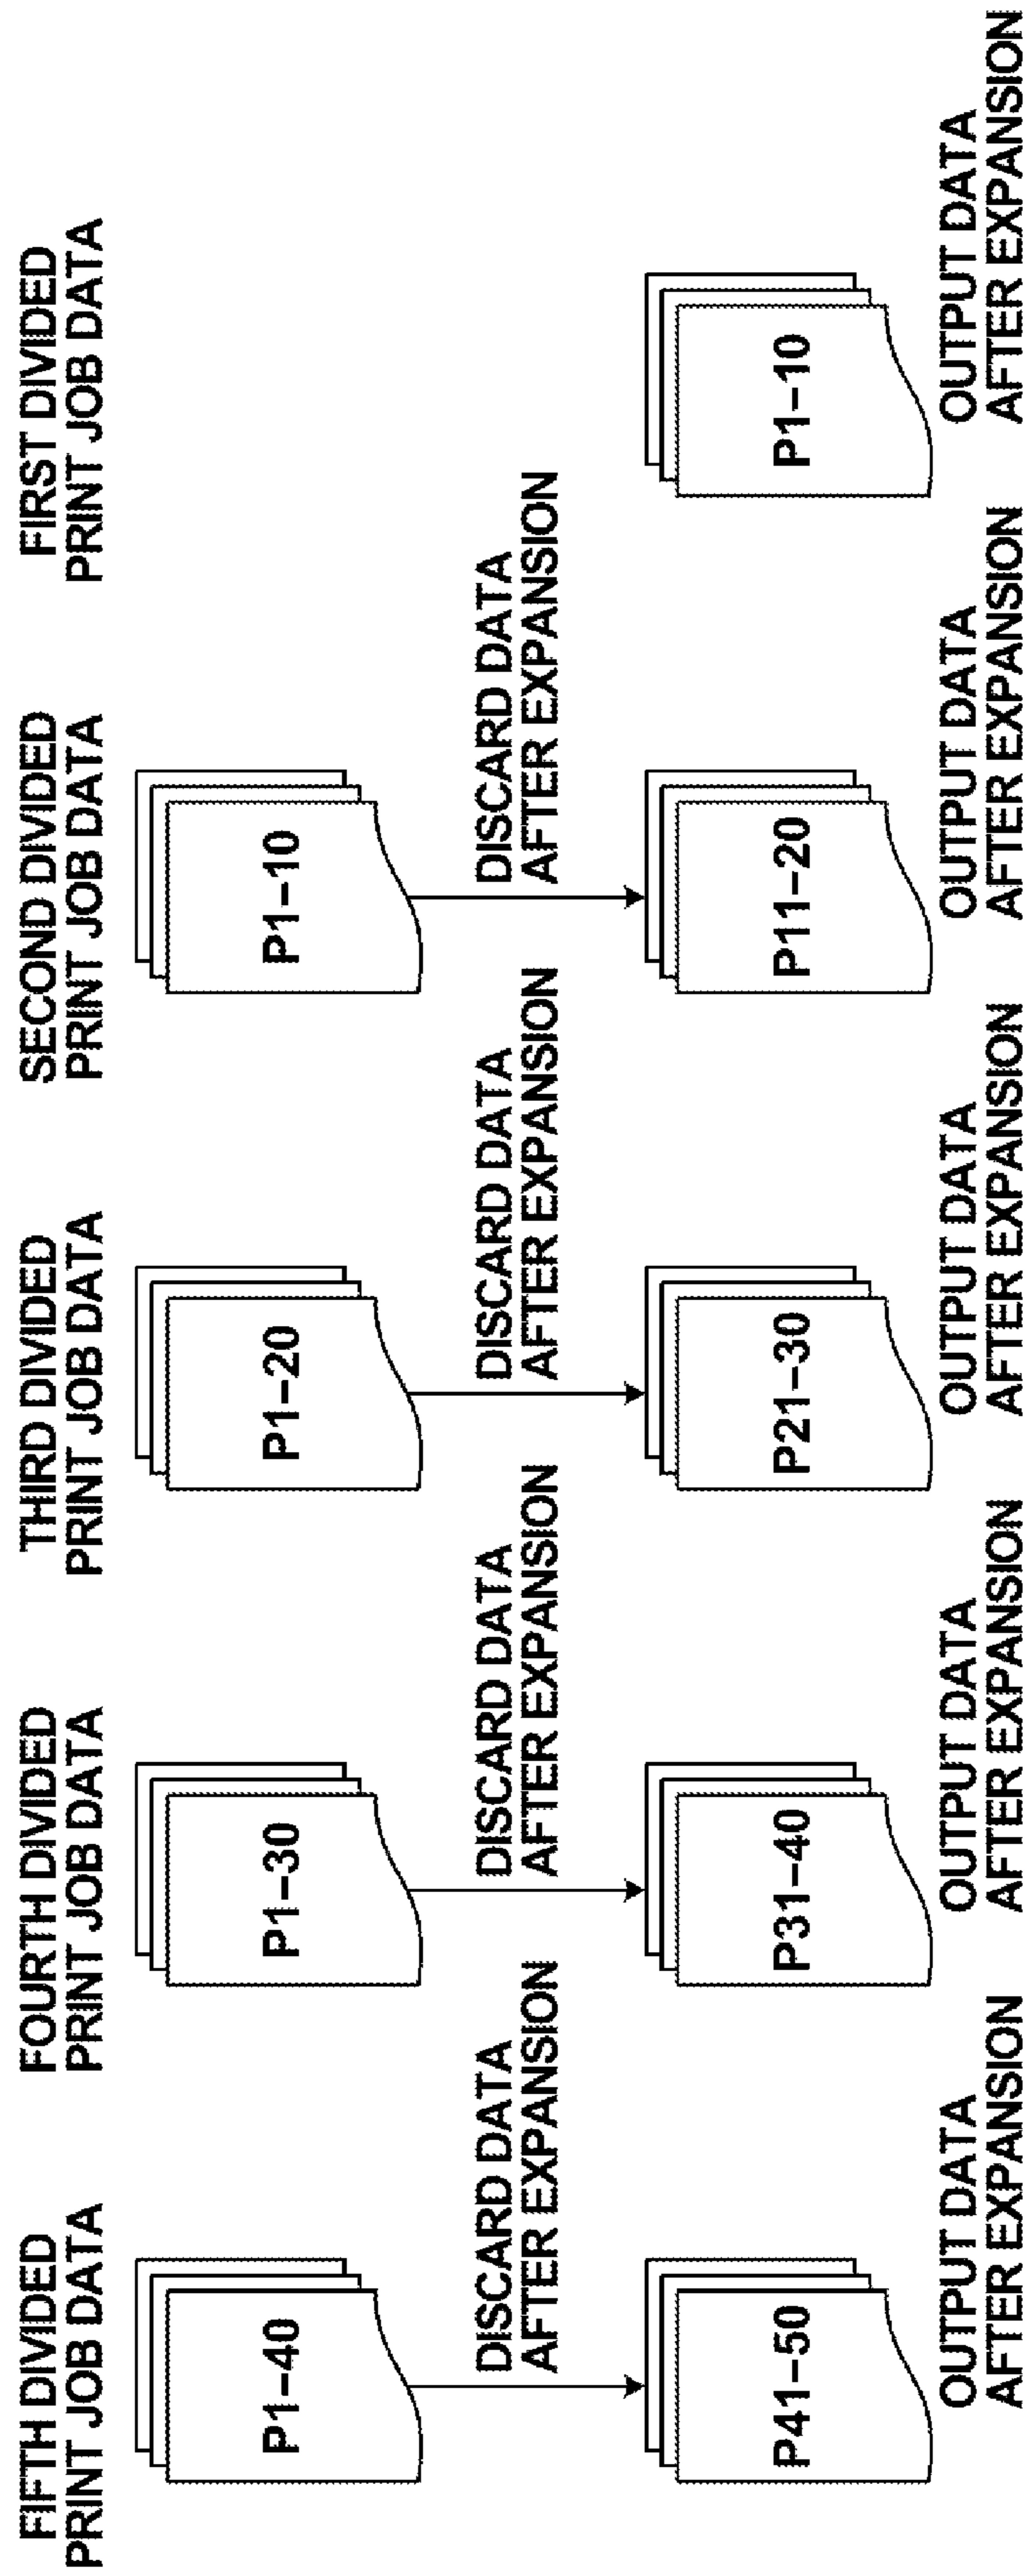 FIFTH DIVIDED
PRINT JOB DATA
FOURTH DIVIDED
PRINT JOB DATA
THIRD DIVIDED
PRINT JOB DATA
SECOND DIVIDED
PRINT JOB DATA
FIRST DIVIDED
PRINT JOB DATA
P1–40
P1–30
P1–20
P1–10
DISCARD DATA
AFTER EXPANSION
DISCARD DATA
AFTER EXPANSION
DISCARD DATA
AFTER EXPANSION
DISCARD DATA
AFTER EXPANSION
P41–50
P31–40
P21–30
P11–20
P1–10
OUTPUT DATA
AFTER EXPANSION
OUTPUT DATA
AFTER EXPANSION
OUTPUT DATA
AFTER EXPANSION
OUTPUT DATA
AFTER EXPANSION
OUTPUT DATA
AFTER EXPANSION